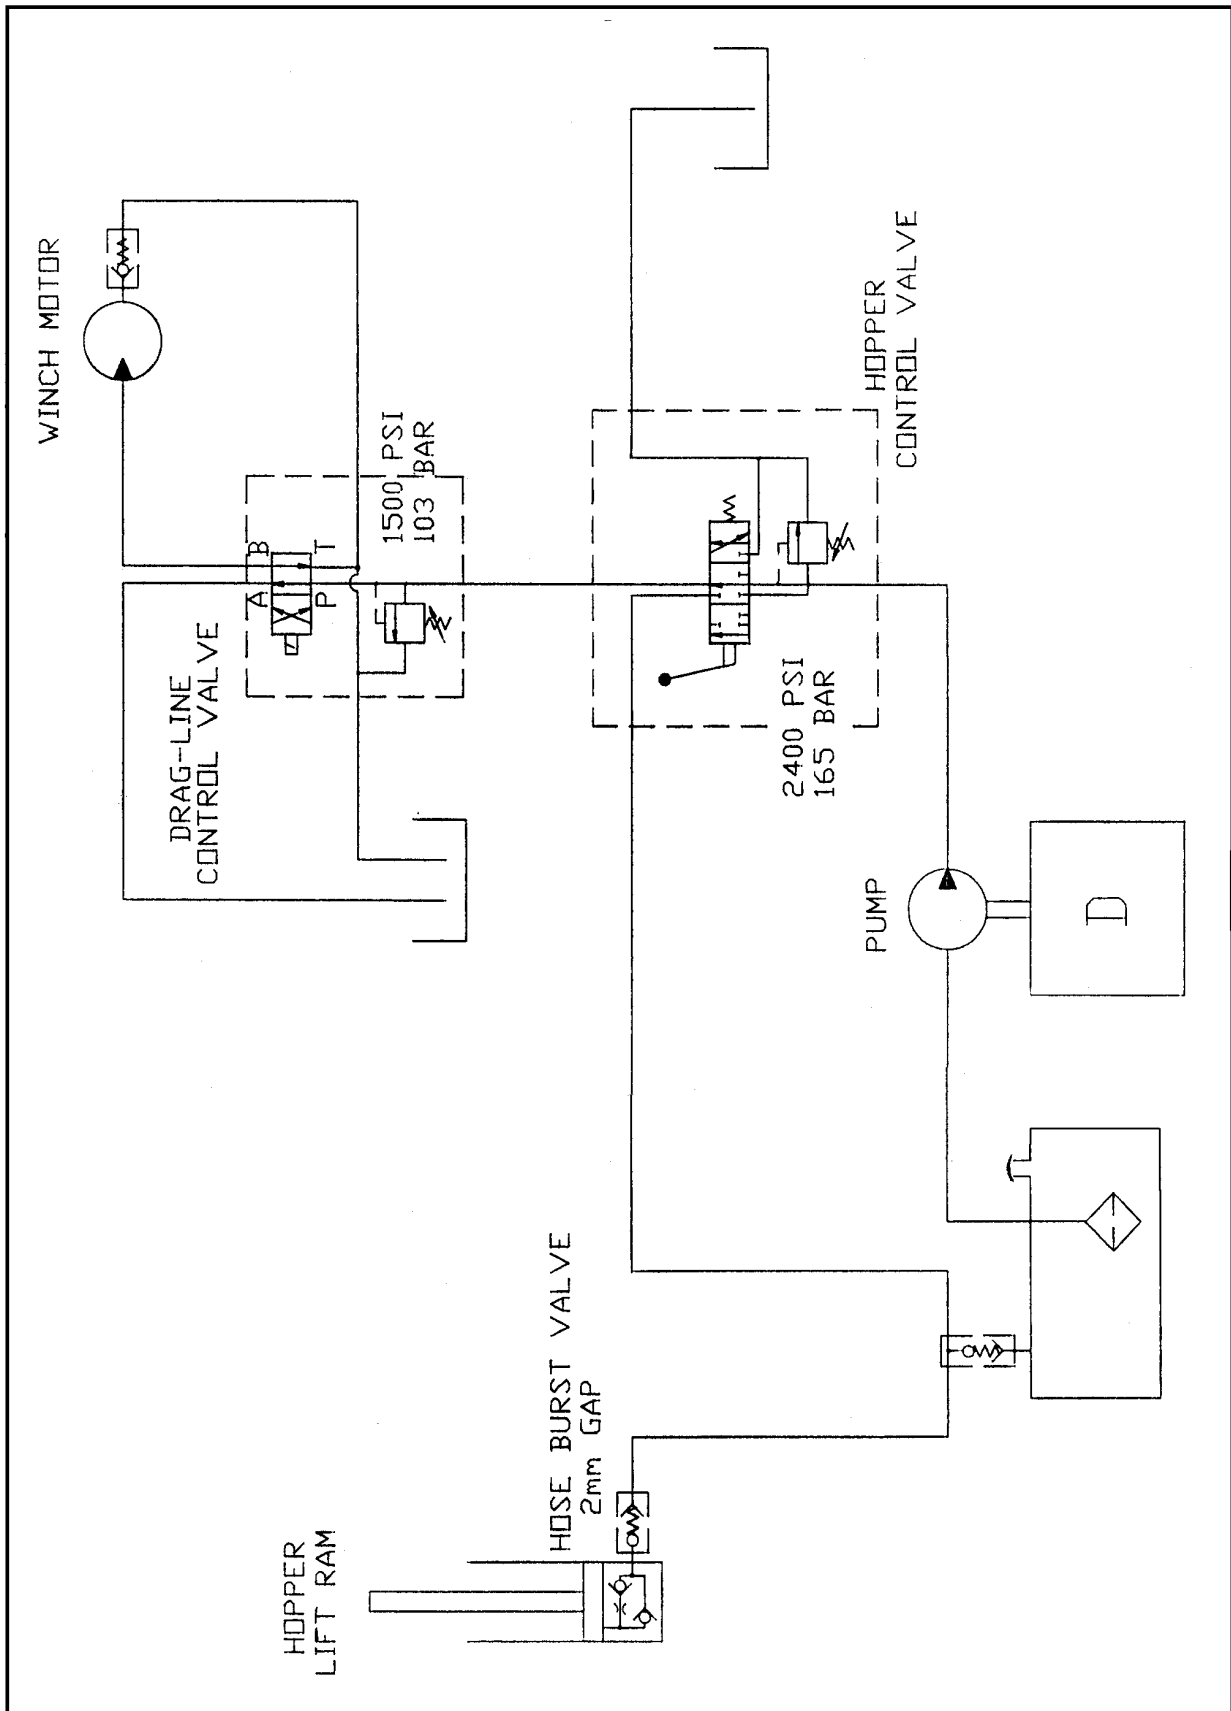 WINCH MOTOR
DRAG-LINE
CONTROL VALVE
A
B
P
T
1500 PSI
103 BAR
HOPPER
CONTROL VALVE
2400 PSI
165 BAR
PUMP
D
HOSE BURST VALVE
2mm GAP
HOPPER
LIFT RAM